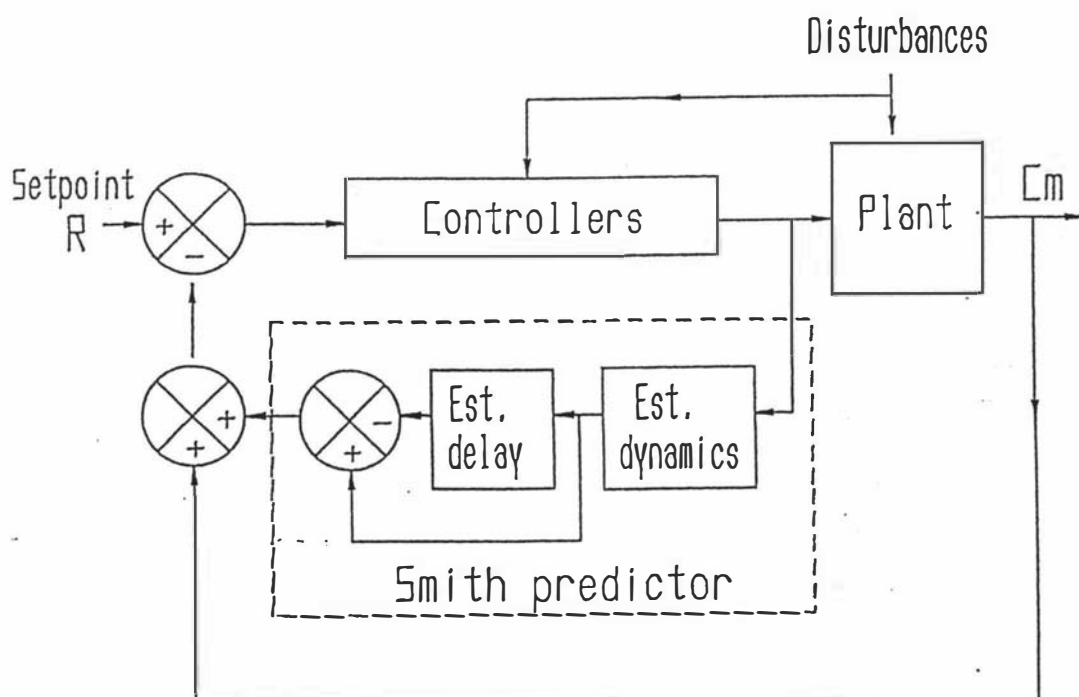 Disturbances
Setpoint
R
+
-
Controllers
Plant
Cm
+
+
-
+
Est.
delay
Est.
dynamics
Smith predictor